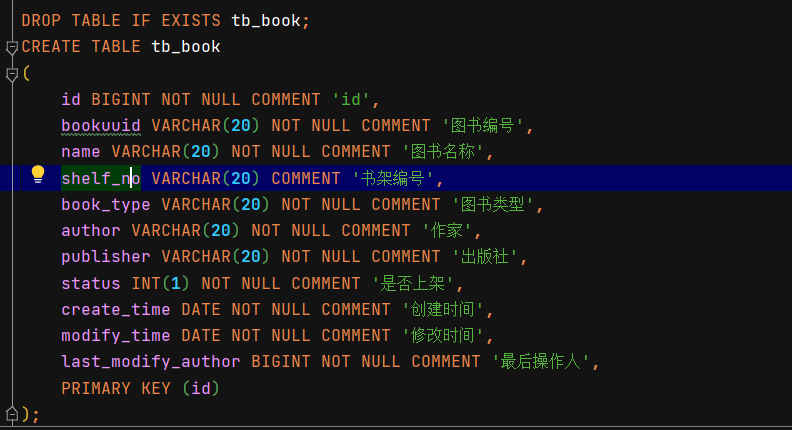 DROP TABLE IF EXISTS tb_book;
CREATE TABLE tb_book
(
id BIGINT NOT NULL COMMENT 'id',
bookuuid VARCHAR(20) NOT NULL COMMENT '图书编号',
name VARCHAR(20) NOT NULL COMMENT '图书名称',
shelf_no VARCHAR(20) COMMENT '书架编号',
book_type VARCHAR(20) NOT NULL COMMENT '图书类型',
author VARCHAR(20) NOT NULL COMMENT '作家',
publisher VARCHAR(20) NOT NULL COMMENT '出版社',
status INT(1) NOT NULL COMMENT '是否上架',
create_time DATE NOT NULL COMMENT '创建时间',
modify_time DATE NOT NULL COMMENT '修改时间',
last_modify_author BIGINT NOT NULL COMMENT '最后操作人',
PRIMARY KEY (id)
);